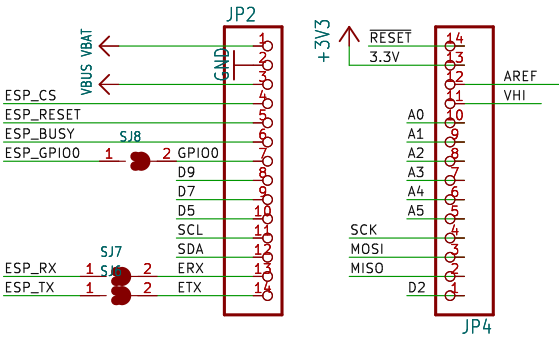 JP2
VBAT 1
GND 2
VBUS 3
ESP_CS 4
ESP_RESET 5
ESP_BUSY 6
SJ8
ESP_GPIO0 1 2 GPIO0 7
D9 8
D7 9
D5 10
SCL 11
SDA 12
SJ7
ESP_RX 1 2 ERX 13
SJ6
ESP_TX 1 2 ETX 14
+3V3
RESET 14
3.3V 13
12 AREF
11 VHI
A0 10
A1 9
A2 8
A3 7
A4 6
A5 5
SCK 4
MOSI 3
MISO 2
D2 1
JP4